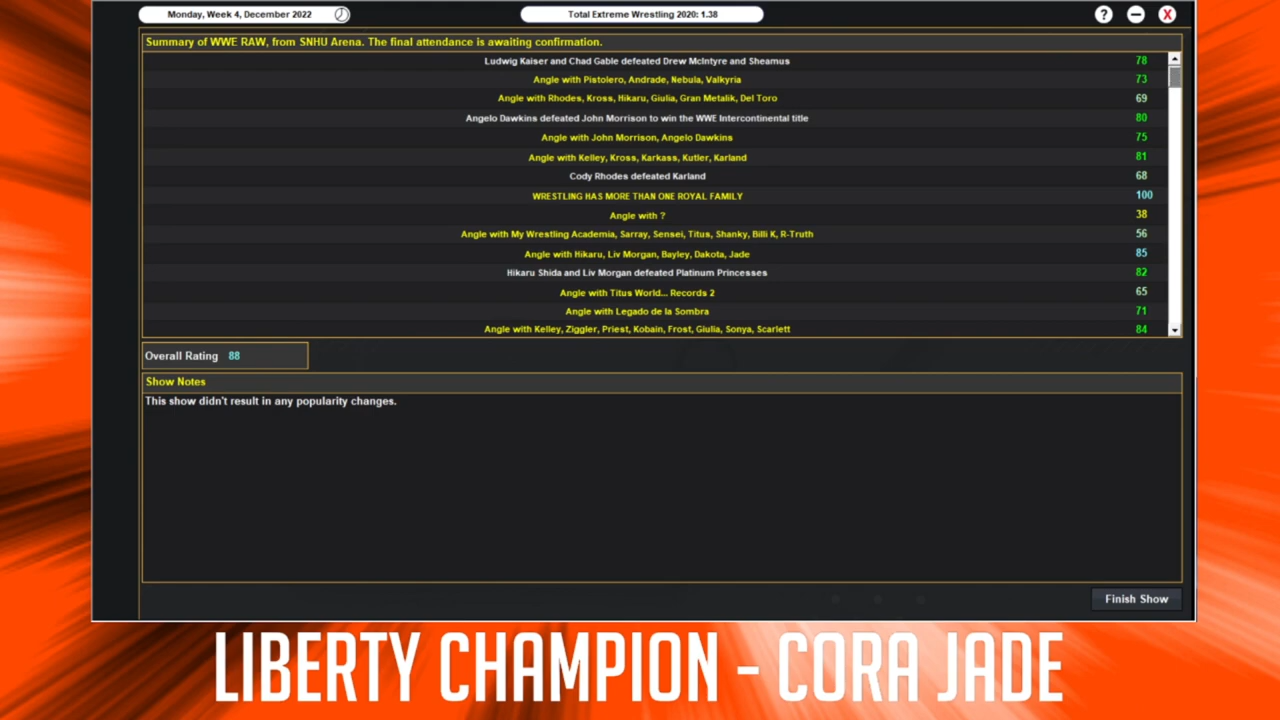 Monday, Week 4, December 2022
Total Extreme Wrestling 2020: 1.38
? X
Summary of WWE RAW, from SNHU Arena. The final attendance is awaiting confirmation.
Ludwig Kaiser and Chad Gable defeated Drew McIntyre and Sheamus 78
Angle with Pistolero, Andrade, Nebula, Valkyria 73
Angle with Rhodes, Kross, Hikaru, Giulia, Gran Metalik, Del Toro 69
Angelo Dawkins defeated John Morrison to win the WWE Intercontinental title 80
Angle with John Morrison, Angelo Dawkins 75
Angle with Kelley, Kross, Karkass, Kutler, Karland 81
Cody Rhodes defeated Karland 68
WRESTLING HAS MORE THAN ONE ROYAL FAMILY 100
Angle with ? 38
Angle with My Wrestling Academia, Sarray, Sensei, Titus, Shanky, Billi K, R-Truth 56
Angle with Hikaru, Liv Morgan, Bayley, Dakota, Jade 85
Hikaru Shida and Liv Morgan defeated Platinum Princesses 82
Angle with Titus World... Records 2 65
Angle with Legado de la Sombra 71
Angle with Kelley, Ziggler, Priest, Kobain, Frost, Giulia, Sonya, Scarlett 84
Overall Rating 88
Show Notes
This show didn't result in any popularity changes.
Finish Show
LIBERTY CHAMPION - CORA JADE